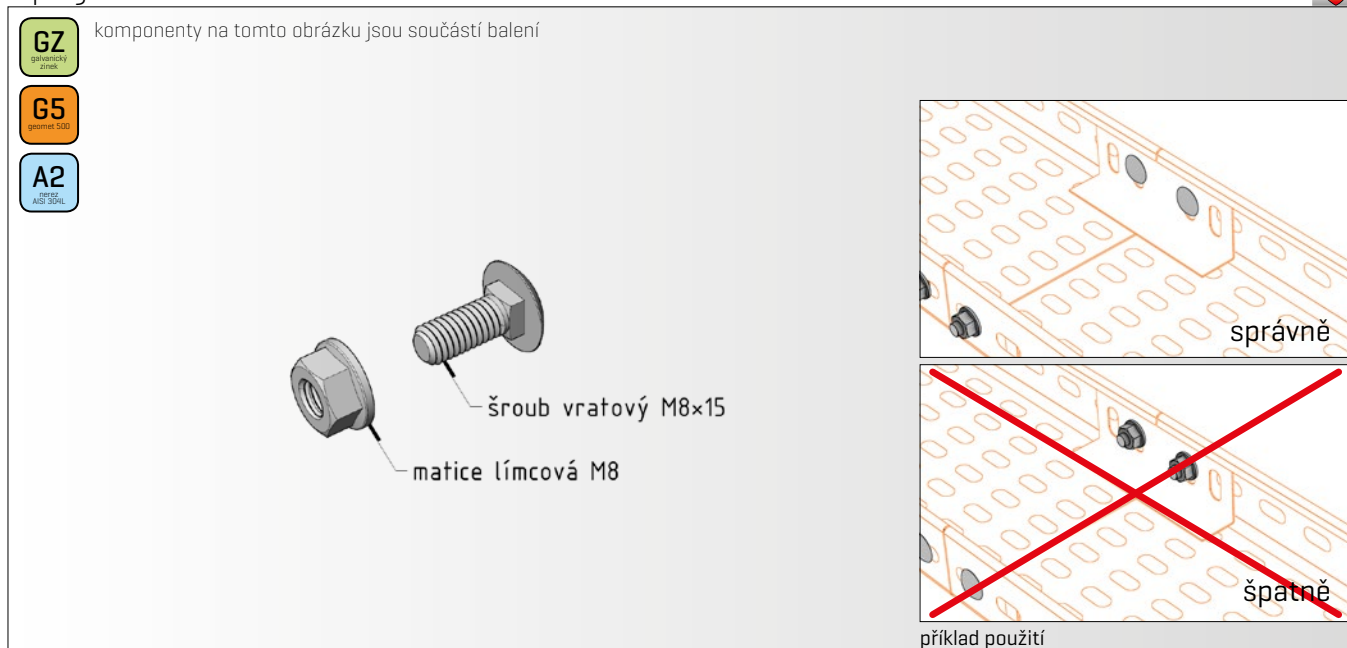 komponenty na tomto obrázku jsou součástí balení
GZ
galvanický
zinek
G5
geomet 500
A2
nerez
AISI 304L
šroub vratový M8×15
matice límcová M8
správně
špatně
příklad použití